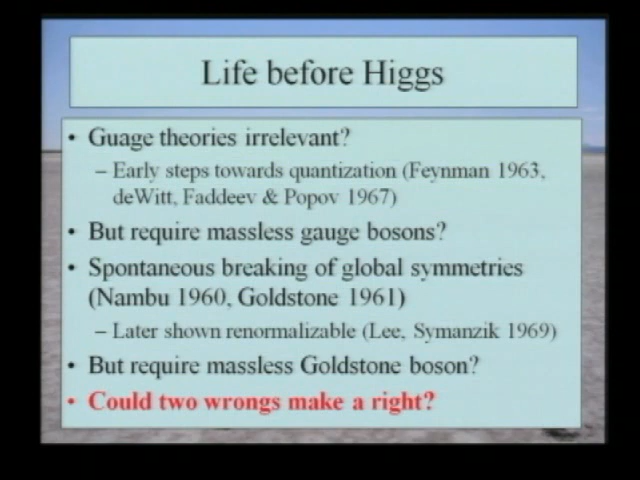 Life before Higgs
• Guage theories irrelevant?
– Early steps towards quantization (Feynman 1963,
deWitt, Faddeev & Popov 1967)
• But require massless gauge bosons?
• Spontaneous breaking of global symmetries
(Nambu 1960, Goldstone 1961)
– Later shown renormalizable (Lee, Symanzik 1969)
• But require massless Goldstone boson?
• Could two wrongs make a right?